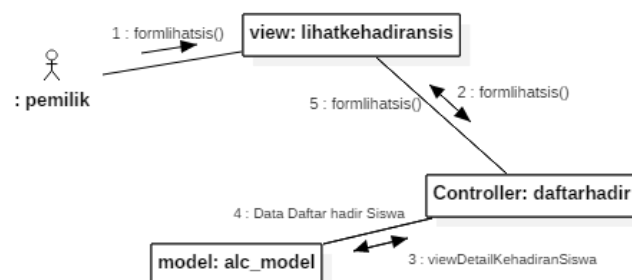 1 : formlihatsis()
view: lihatkehadiransis
: pemilik
2 : formlihatsis()
5 : formlihatsis()
Controller: daftarhadir
4 : Data Daftar hadir Siswa
model: alc_model
3 : viewDetailKehadiranSiswa